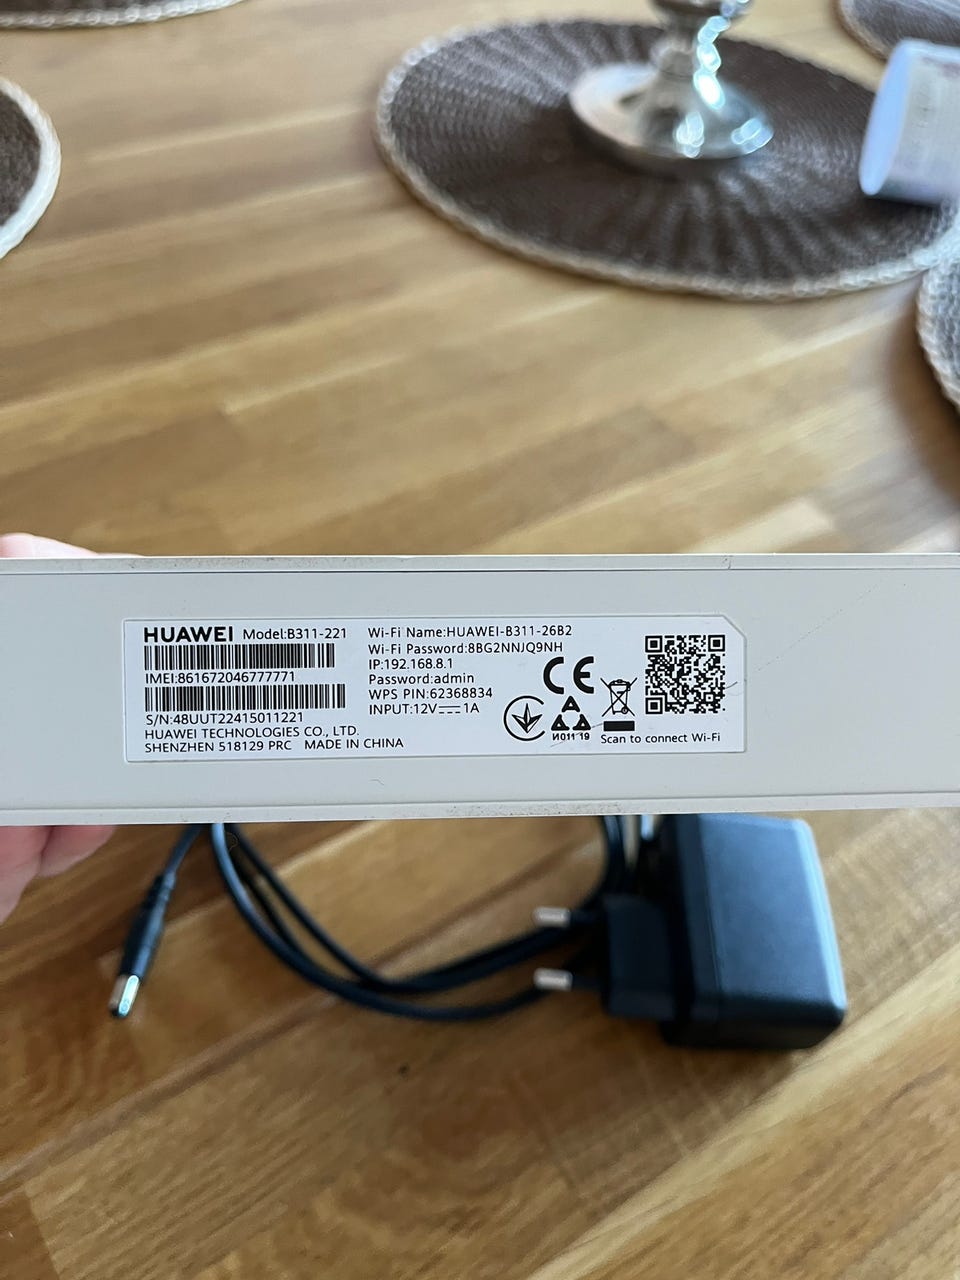 HUAWEI Model:B311-221
IMEI:861672046777771
S/N:48UUT22415011221
HUAWEI TECHNOLOGIES CO., LTD.
SHENZHEN 518129 PRC MADE IN CHINA
Wi-Fi Name:HUAWEI-B311-26B2
Wi-Fi Password:8BG2NNJQ9NH
IP:192.168.8.1
Password:admin
WPS PIN:62368834
INPUT:12V⎓1A
CE
И011 19
Scan to connect Wi-Fi